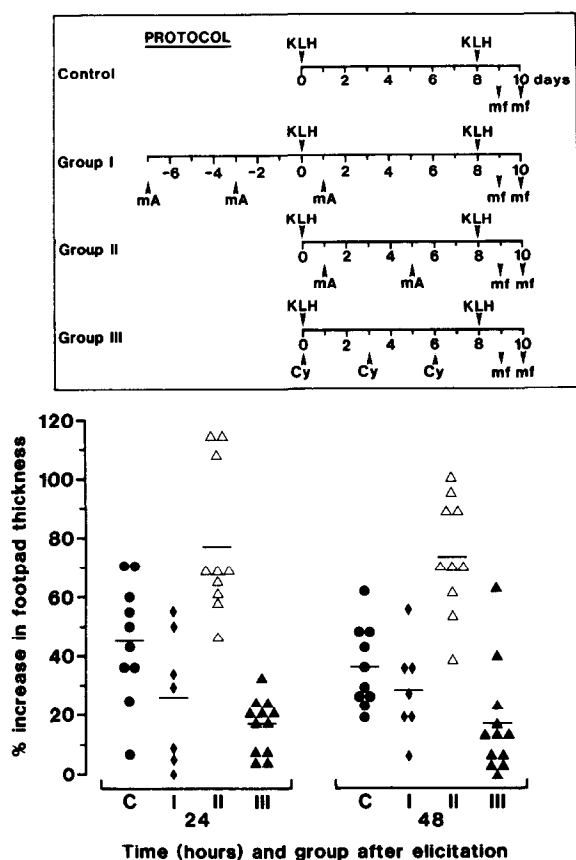 PROTOCOL
KLH KLH
Control 0 2 4 6 8 10 days
mf mf
KLH KLH
Group I -6 -4 -2 0 2 4 6 8 10
mA mA mA mf mf
KLH KLH
Group II 0 2 4 6 8 10
mA mA mf mf
KLH KLH
Group III 0 2 4 6 8 10
Cy Cy Cy mf mf
% increase in footpad thickness
120
100
80
60
40
20
0
C I II III C I II III
24 48
Time (hours) and group after elicitation